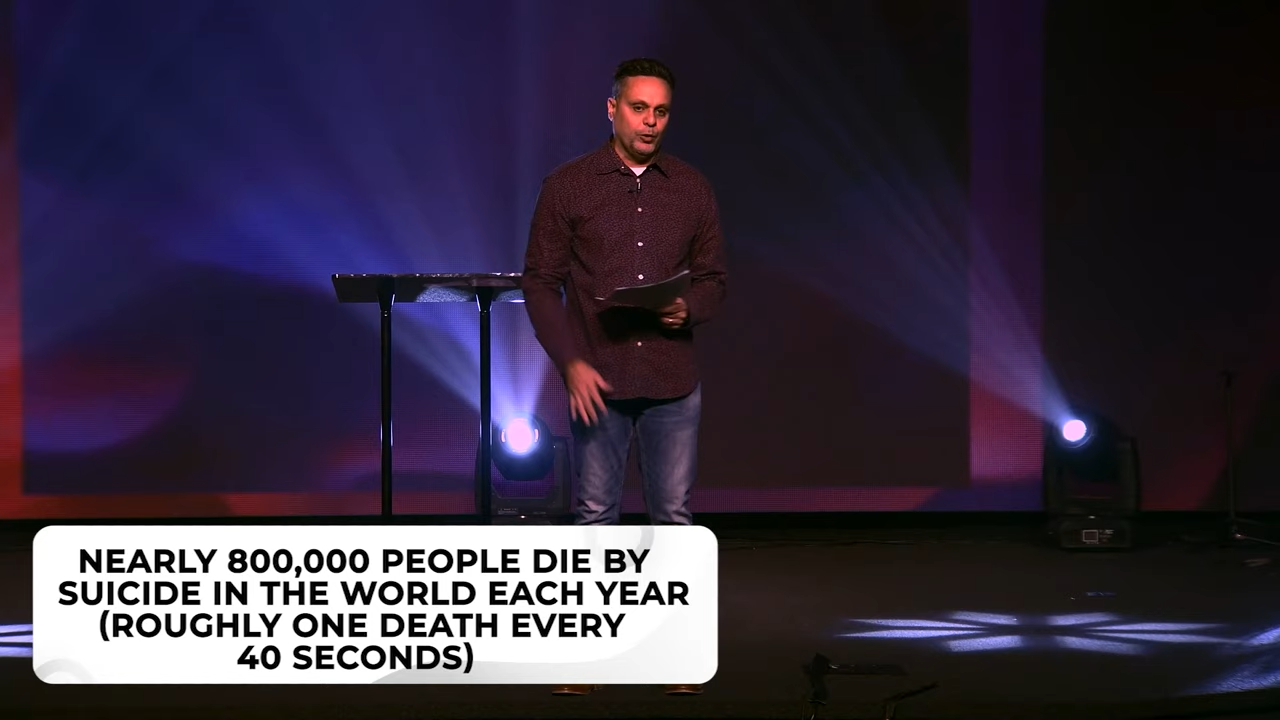 NEARLY 800,000 PEOPLE DIE BY
SUICIDE IN THE WORLD EACH YEAR
(ROUGHLY ONE DEATH EVERY
40 SECONDS)